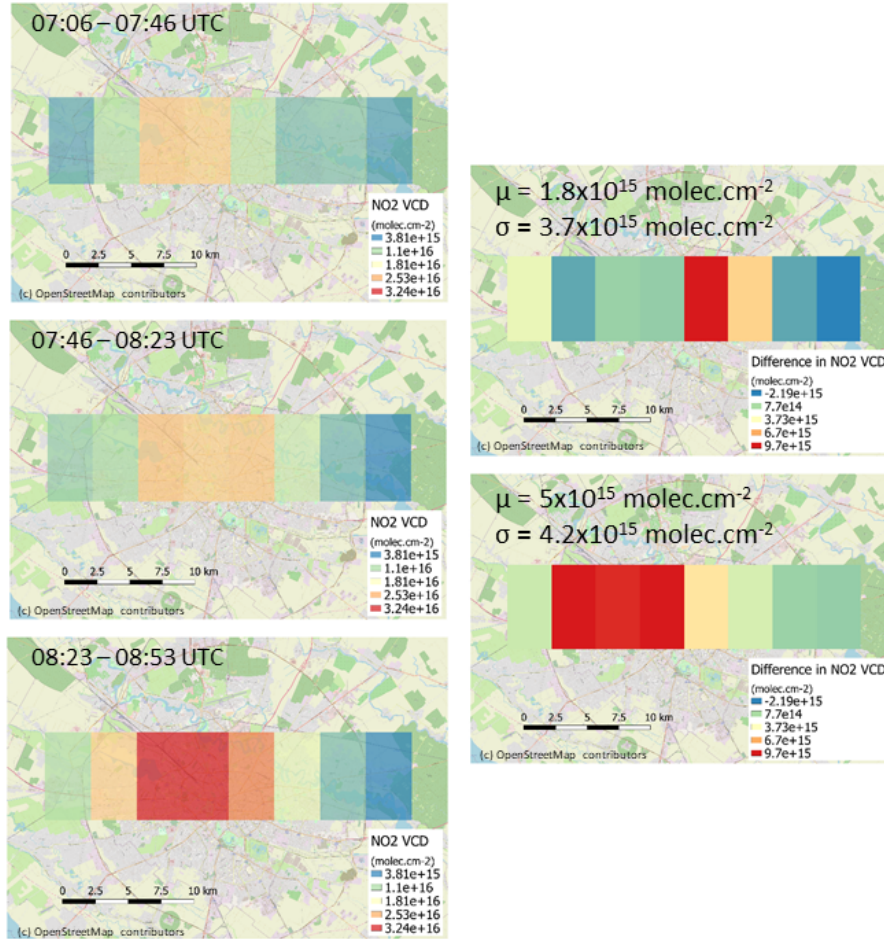 07:06 – 07:46 UTC
NO2 VCD
(molec.cm-2)
3.81e+15
1.1e+16
1.81e+16
2.53e+16
3.24e+16
0 2.5 5 7.5 10 km
(c) OpenStreetMap contributors
07:46 – 08:23 UTC
NO2 VCD
(molec.cm-2)
3.81e+15
1.1e+16
1.81e+16
2.53e+16
3.24e+16
0 2.5 5 7.5 10 km
(c) OpenStreetMap contributors
08:23 – 08:53 UTC
NO2 VCD
(molec.cm-2)
3.81e+15
1.1e+16
1.81e+16
2.53e+16
3.24e+16
0 2.5 5 7.5 10 km
(c) OpenStreetMap contributors
μ = 1.8x10¹⁵ molec.cm⁻²
σ = 3.7x10¹⁵ molec.cm⁻²
Difference in NO2 VCD
(molec.cm-2)
-2.19e+15
7.7e14
3.73e+15
6.7e+15
9.7e+15
0 2.5 5 7.5 10 km
(c) OpenStreetMap contributors
μ = 5x10¹⁵ molec.cm⁻²
σ = 4.2x10¹⁵ molec.cm⁻²
Difference in NO2 VCD
(molec.cm-2)
-2.19e+15
7.7e14
3.73e+15
6.7e+15
9.7e+15
0 2.5 5 7.5 10 km
(c) OpenStreetMap contributors